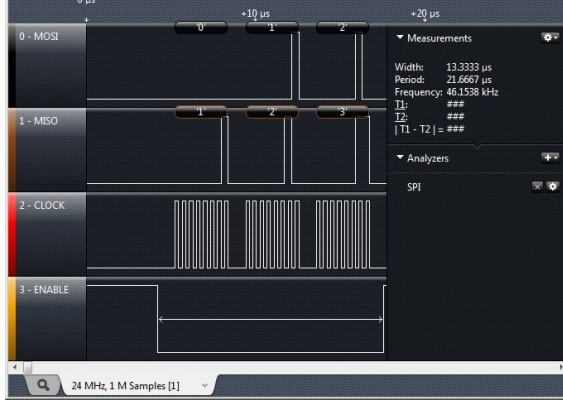 0 µs
+10 µs
+20 µs
0 - MOSI
'0'
'1'
'2'
1 - MISO
'1'
'2'
'3'
2 - CLOCK
3 - ENABLE
Measurements
Width: 13.3333 µs
Period: 21.6667 µs
Frequency: 46.1538 kHz
T1: ###
T2: ###
| T1 - T2 | = ###
Analyzers
SPI
24 MHz, 1 M Samples [1]